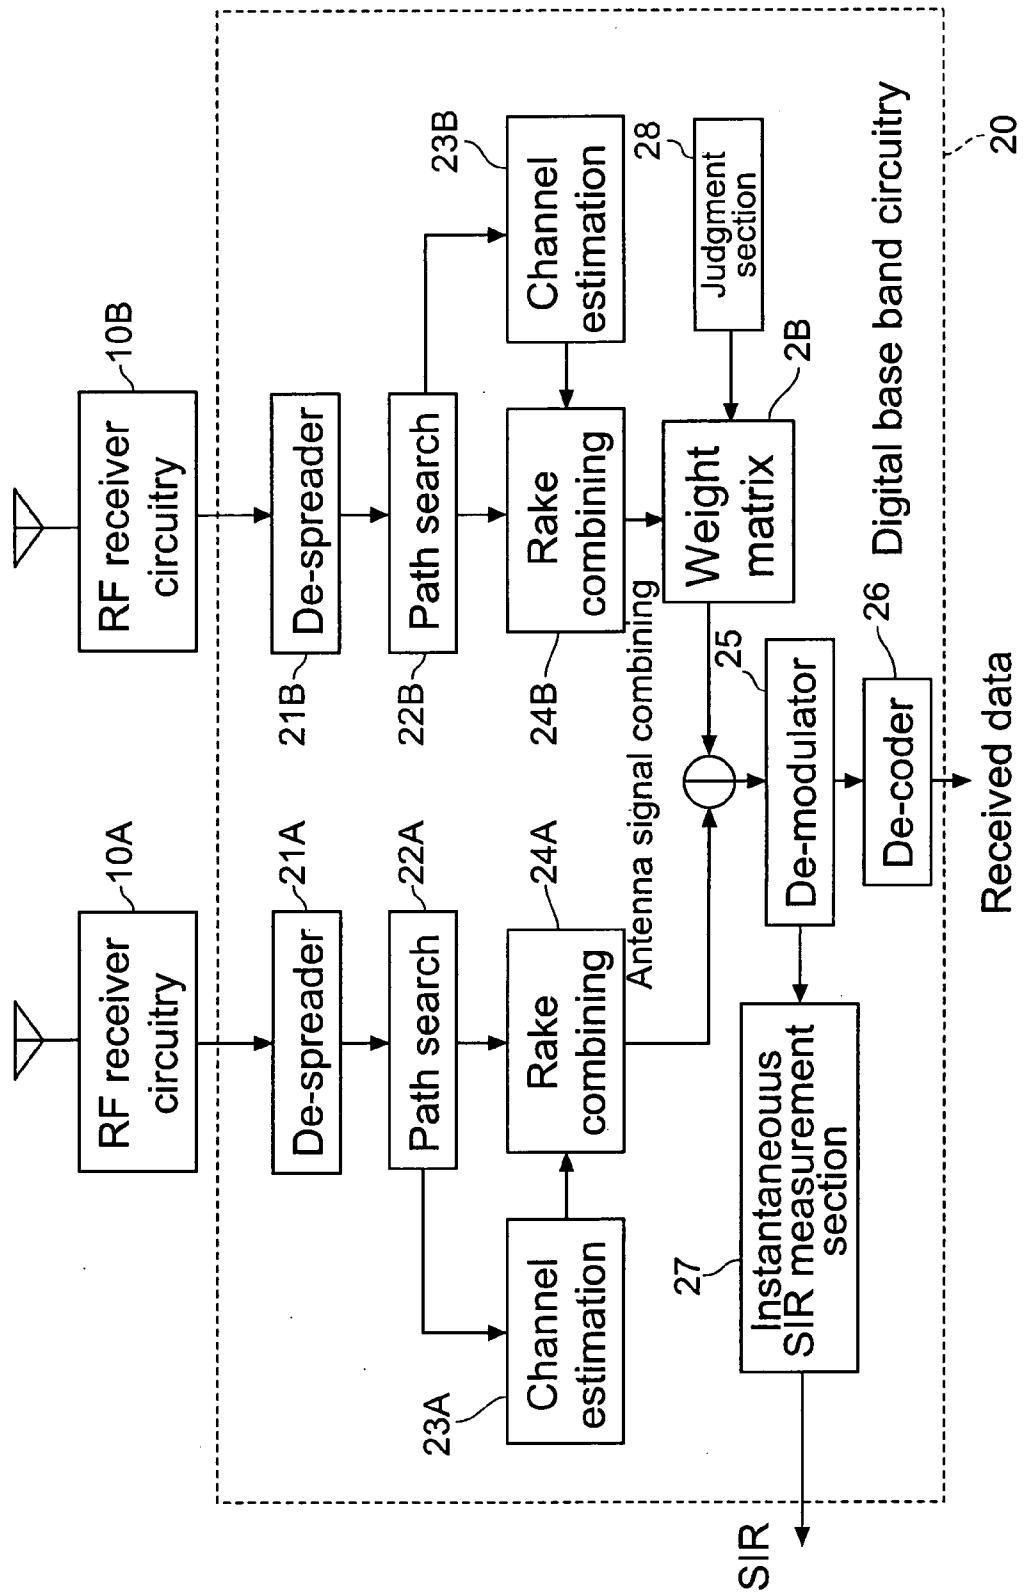 10A
RF receiver
circuitry
10B
RF receiver
circuitry
De-spreader
21A
De-spreader
21B
Path search
22A
Path search
22B
23A
Channel
estimation
23B
Channel
estimation
Rake
combining
24A
Rake
combining
24B
Antenna signal combining
28
Judgment
section
Weight
matrix
2B
25
De-modulator
27
Instantaneouus
SIR measurement
section
De-coder
26
Digital base band circuitry
20
SIR
Received data